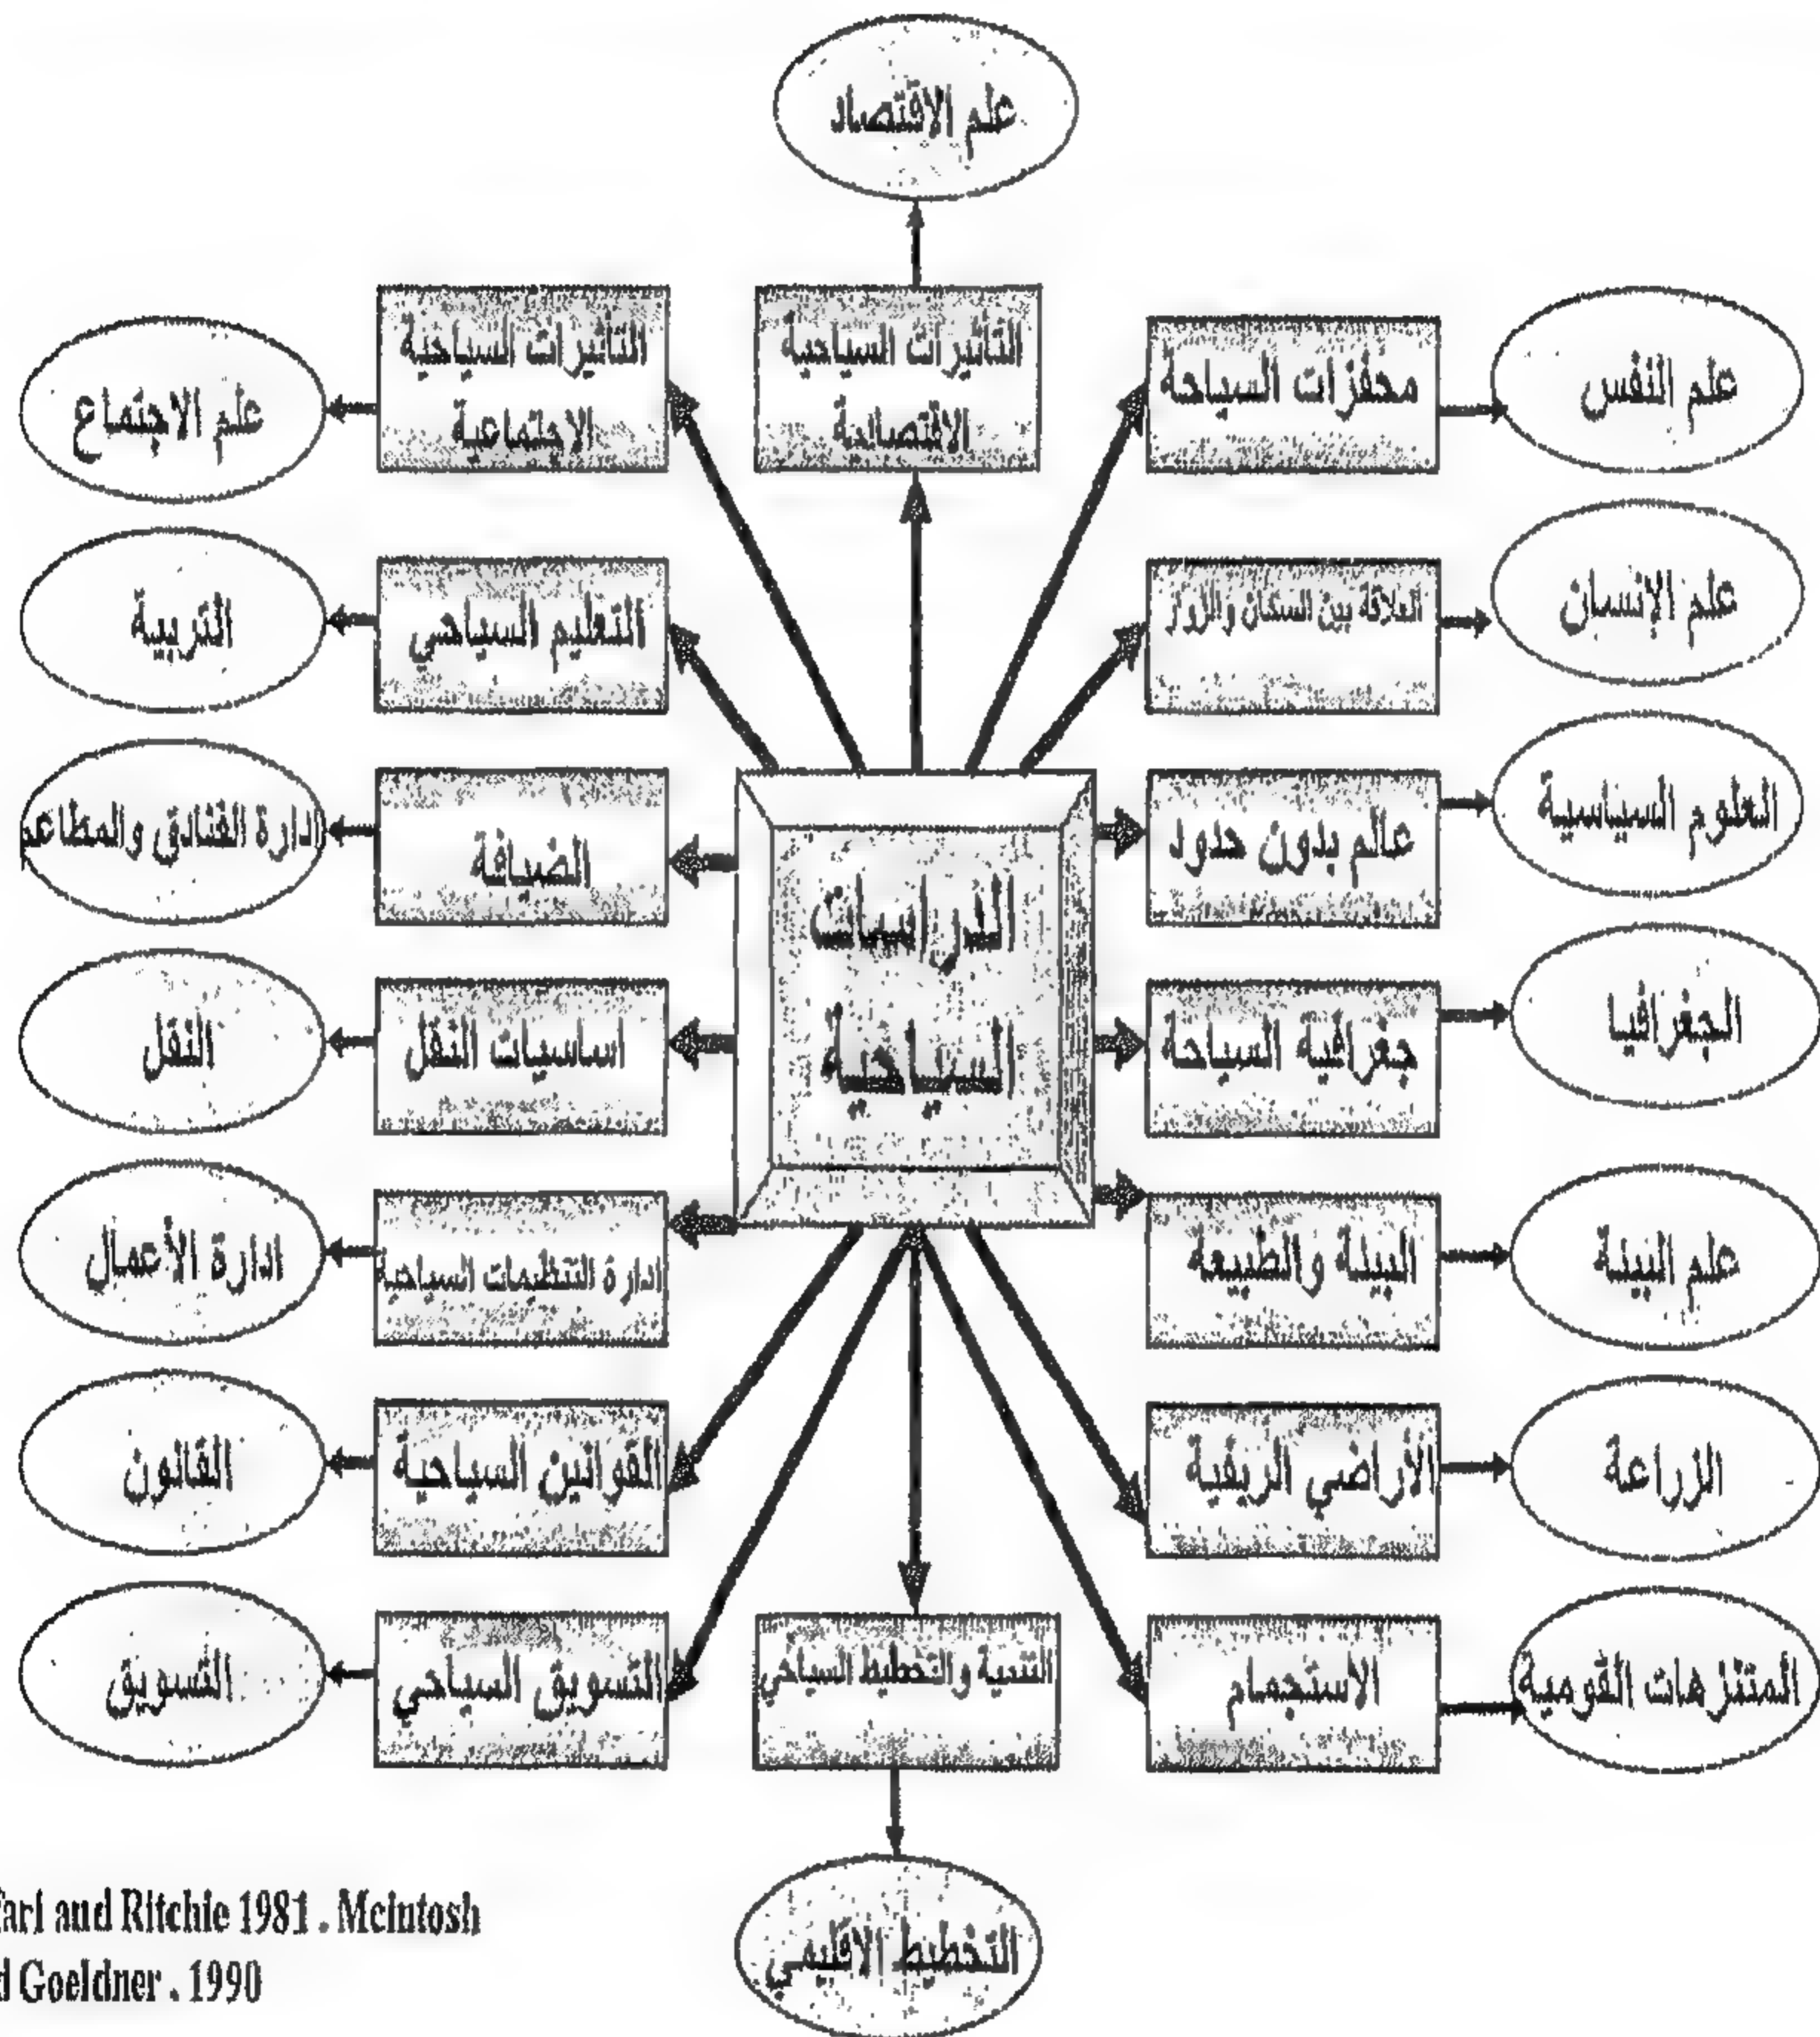 علم الاقتصاد
محفزات السياحة
علم النفس
التأثيرات السياحية
الاقتصادية
التأثيرات السياحية
الاجتماعية
علم الاجتماع
العلاقة بين السكان والزوار
علم الإنسان
التعليم السياحي
التربية
عالم بدون حدود
العلوم السياسية
الضيافة
ادارة الفنادق والمطاعم
الدراسات
السياحية
جغرافية السياحة
الجغرافيا
اساسيات النقل
النقل
البيئة والطبيعة
علم البيئة
ادارة التنظيمات السياحية
ادارة الأعمال
الأراضي الريفية
الزراعة
القوانين السياحية
القانون
الاستجمام
المتنزهات القومية
التنمية والتخطيط السياحي
التسويق السياحي
التسويق
التخطيط الاقليمي
and Ritchie 1981 . Mcintosh
Goeldner . 1990